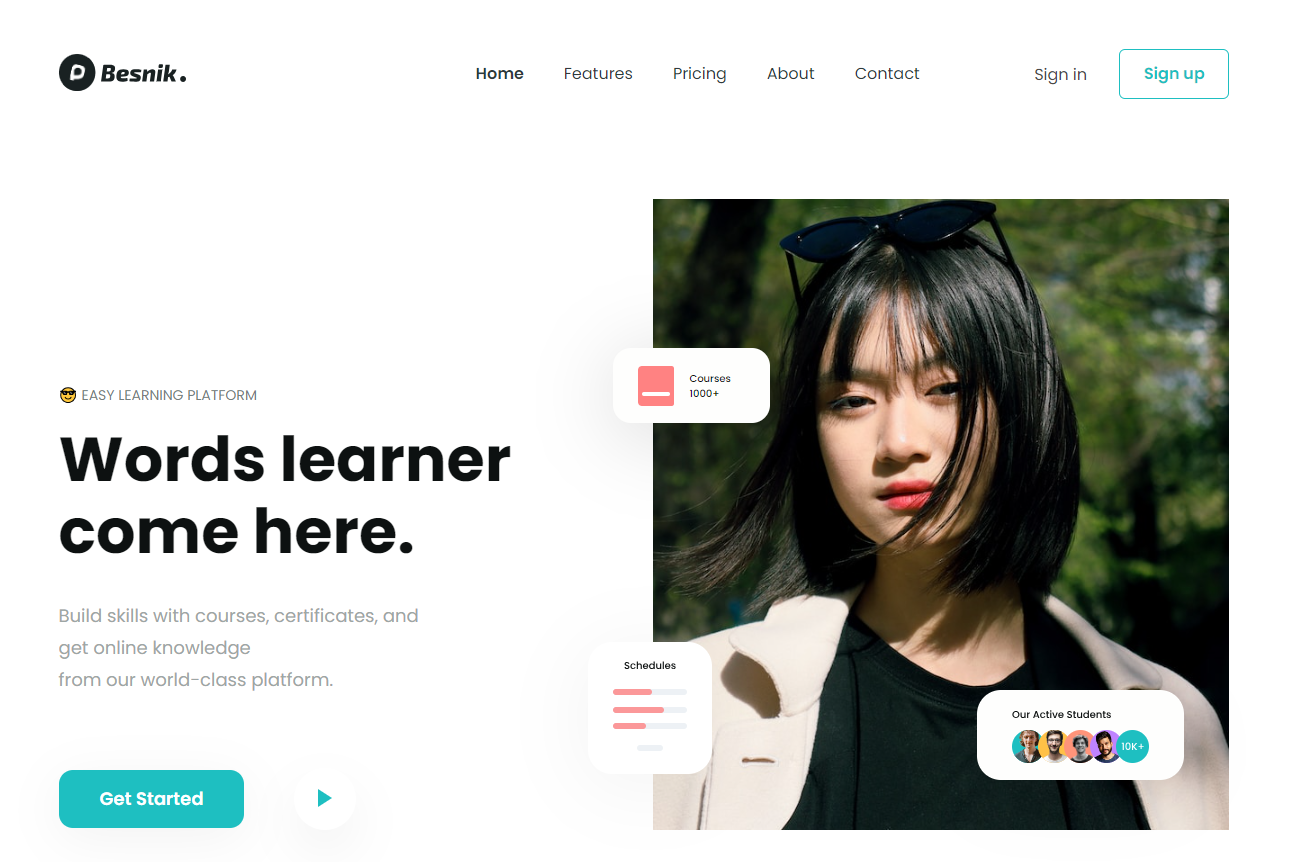 Besnik.
Home Features Pricing About Contact Sign in Sign up
Courses
1000+
😎 EASY LEARNING PLATFORM
Words learner
come here.
Build skills with courses, certificates, and
get online knowledge
from our world-class platform.
Schedules
Our Active Students
10K+
Get Started